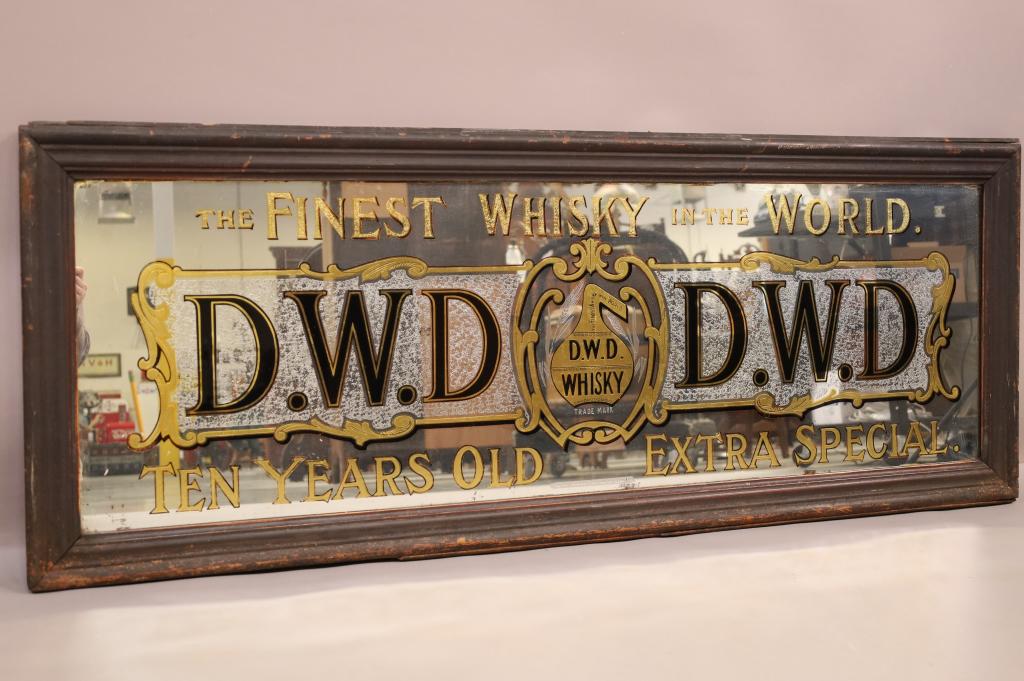 THE FINEST WHISKY IN THE WORLD.
D.W.D D.W.D
D.W.D.
WHISKY
TRADE MARK
TEN YEARS OLD EXTRA SPECIAL.